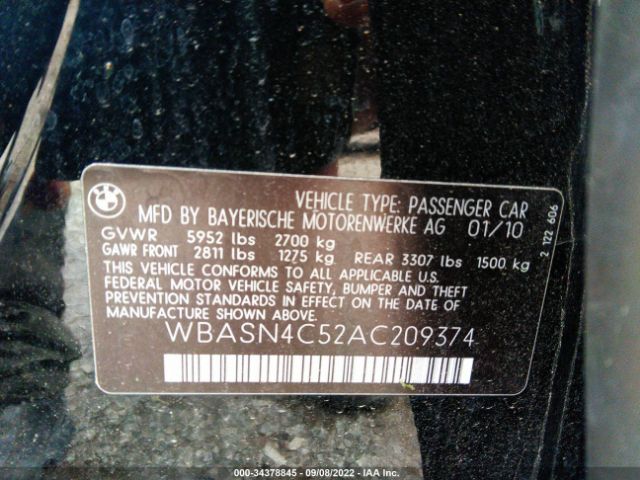 BMW
VEHICLE TYPE: PASSENGER CAR
MFD BY BAYERISCHE MOTORENWERKE AG 01/10
GVWR 5952 lbs 2700 kg
GAWR FRONT 2811 lbs 1275 kg REAR 3307 lbs 1500 kg
THIS VEHICLE CONFORMS TO ALL APPLICABLE U.S.
FEDERAL MOTOR VEHICLE SAFETY, BUMPER AND THEFT
PREVENTION STANDARDS IN EFFECT ON THE DATE OF
MANUFACTURE SHOWN ABOVE.
WBASN4C52AC209374
2 122 606
000-34378845 - 09/08/2022 - IAA Inc.